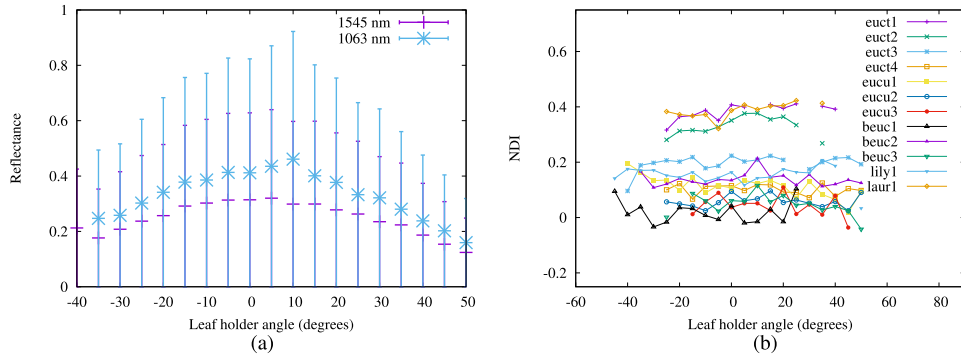 1545 nm
1063 nm
1
0.8
0.6
0.4
0.2
0
Reflectance
-40 -30 -20 -10 0 10 20 30 40 50
Leaf holder angle (degrees)
(a)
euct1
euct2
euct3
euct4
eucu1
eucu2
eucu3
beuc1
beuc2
beuc3
lily1
laur1
0.6
0.4
0.2
0
-0.2
NDI
-60 -40 -20 0 20 40 60 80
Leaf holder angle (degrees)
(b)